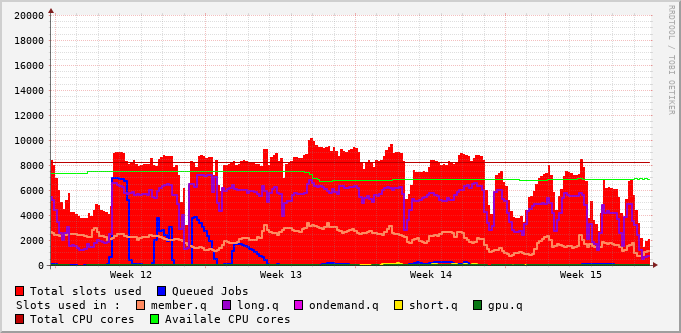 RRDTOOL / TOBI OETIKER
20000
18000
16000
14000
12000
10000
8000
6000
4000
2000
0
Week 12 Week 13 Week 14 Week 15
Total slots used Queued Jobs
Slots used in : member.q long.q ondemand.q short.q gpu.q
Total CPU cores Availale CPU cores